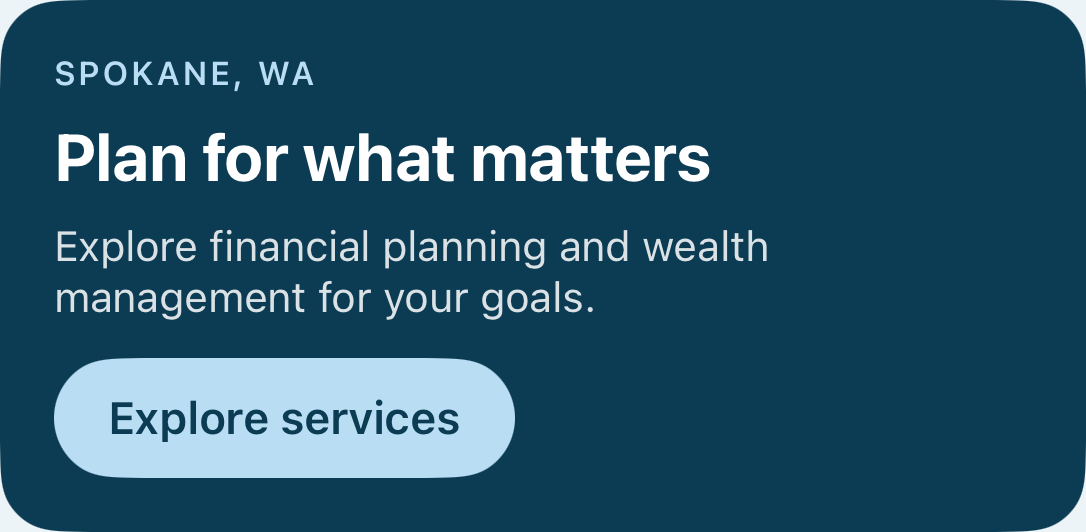 SPOKANE, WA
Plan for what matters
Explore financial planning and wealth
management for your goals.
Explore services